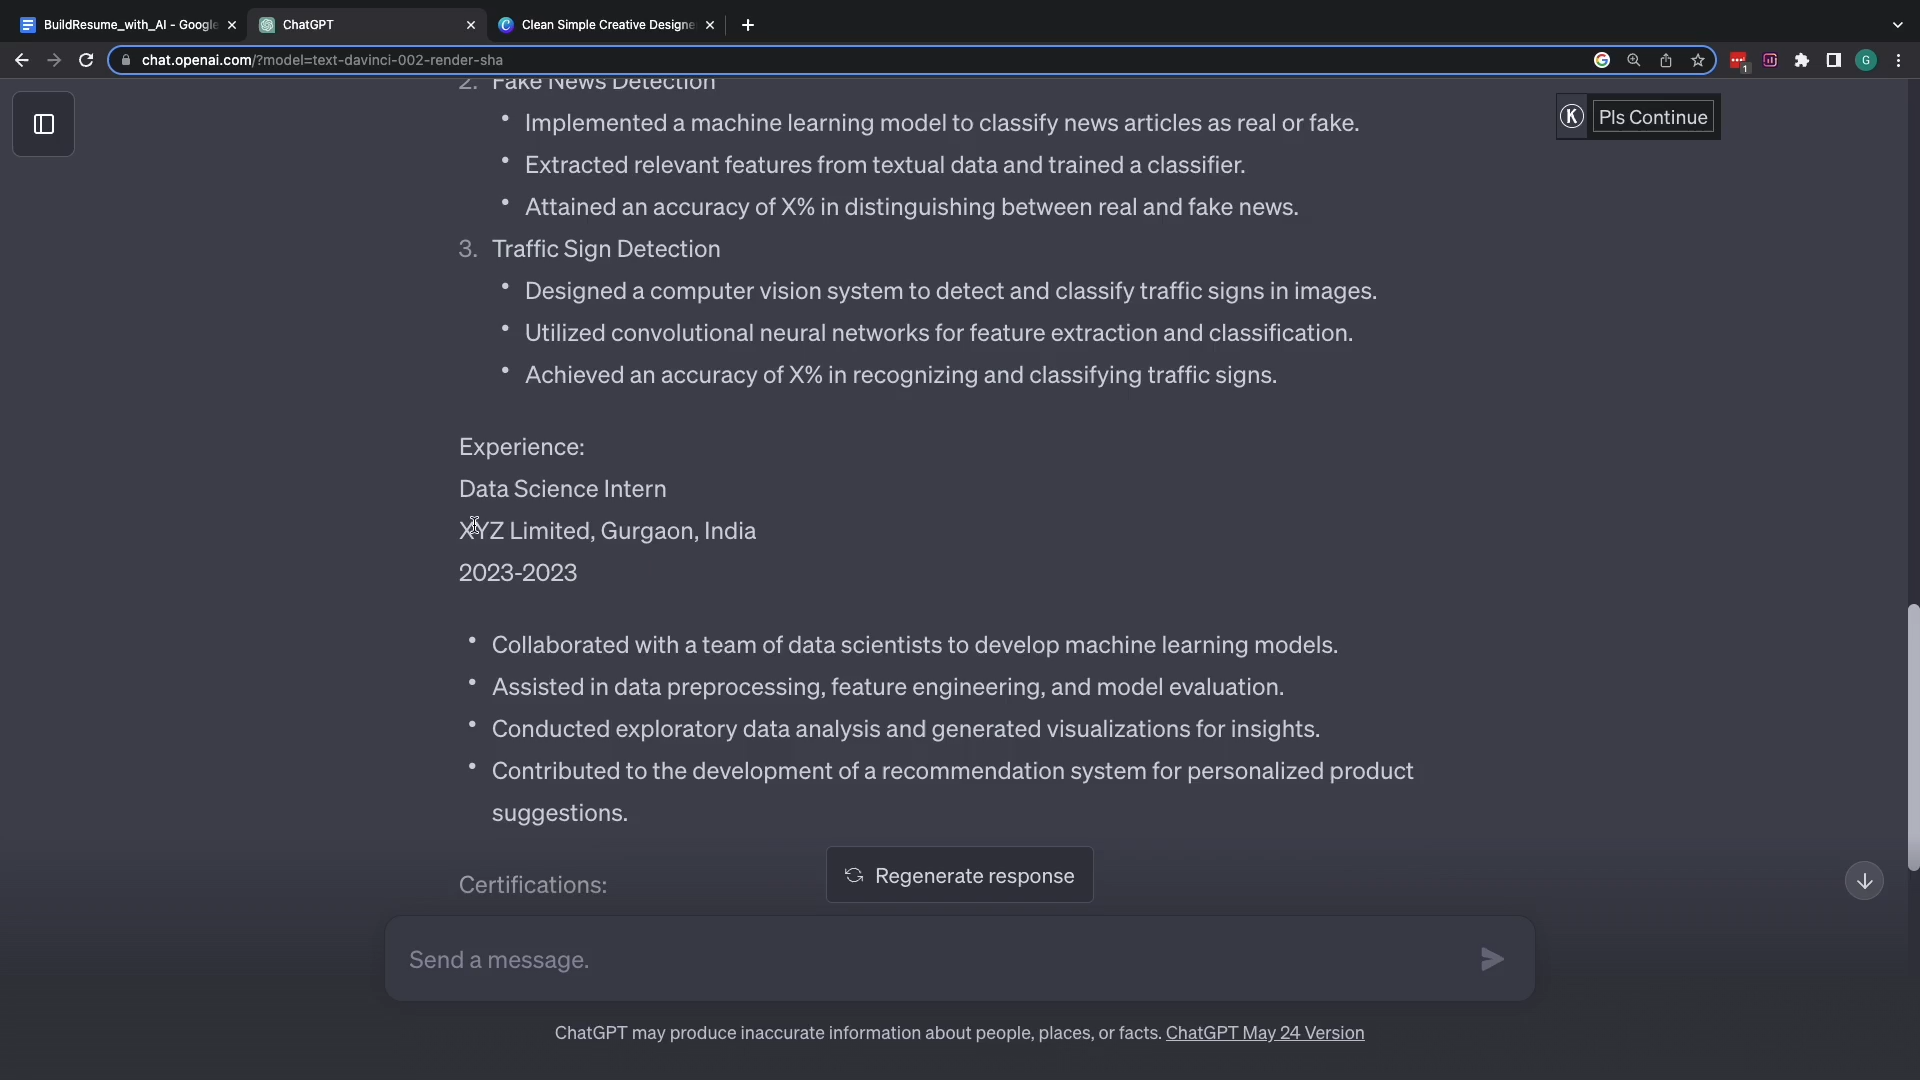 BuildResume_with_AI - Google
ChatGPT
Clean Simple Creative Designe
chat.openai.com/?model=text-davinci-002-render-sha
1
G
K Pls Continue
2. Fake News Detection
• Implemented a machine learning model to classify news articles as real or fake.
• Extracted relevant features from textual data and trained a classifier.
• Attained an accuracy of X% in distinguishing between real and fake news.
3. Traffic Sign Detection
• Designed a computer vision system to detect and classify traffic signs in images.
• Utilized convolutional neural networks for feature extraction and classification.
• Achieved an accuracy of X% in recognizing and classifying traffic signs.
Experience:
Data Science Intern
XYZ Limited, Gurgaon, India
2023-2023
• Collaborated with a team of data scientists to develop machine learning models.
• Assisted in data preprocessing, feature engineering, and model evaluation.
• Conducted exploratory data analysis and generated visualizations for insights.
• Contributed to the development of a recommendation system for personalized product
suggestions.
Certifications:
Regenerate response
Send a message.
ChatGPT may produce inaccurate information about people, places, or facts. ChatGPT May 24 Version